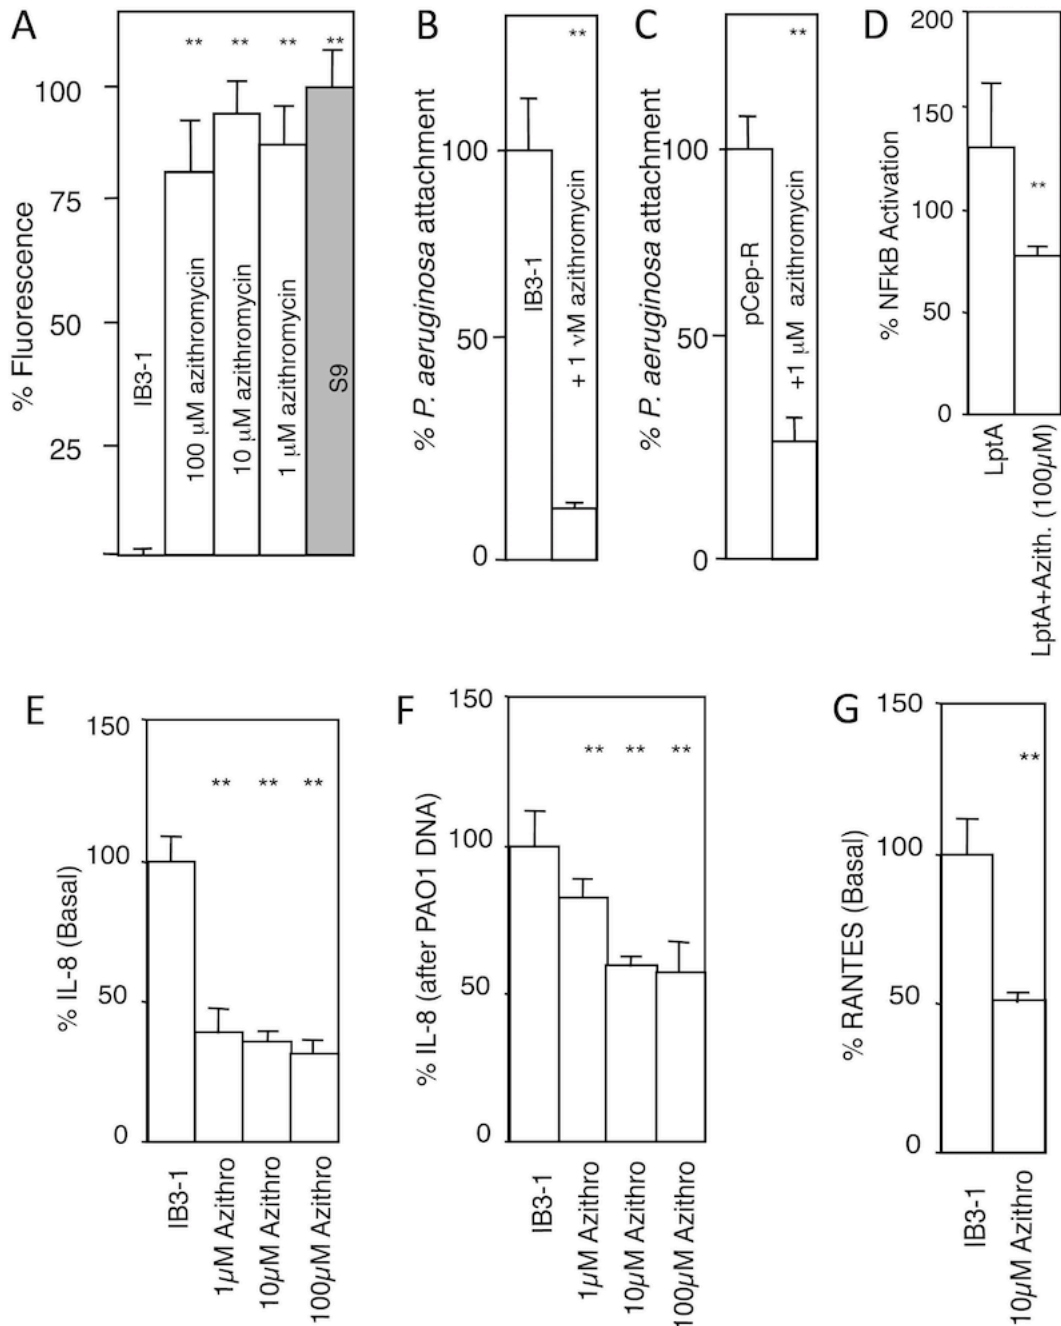 A
% Fluorescence
100
75
50
25
**
**
**
**
IB3-1
100 μM azithromycin
10 μM azithromycin
1 μM azithromycin
S9
B
% P. aeruginosa attachment
100
50
0
**
IB3-1
+ 1 νM azithromycin
C
% P. aeruginosa attachment
100
50
0
**
pCep-R
+1 μM azithromycin
D
% NFkB Activation
200
150
100
50
0
**
LptA
LptA+Azith. (100μM)
E
% IL-8 (Basal)
150
100
50
0
**
**
**
IB3-1
1μM Azithro
10μM Azithro
100μM Azithro
F
% IL-8 (after PAO1 DNA)
150
100
50
0
**
**
**
IB3-1
1μM Azithro
10μM Azithro
100μM Azithro
G
% RANTES (Basal)
150
100
50
0
**
IB3-1
10μM Azithro